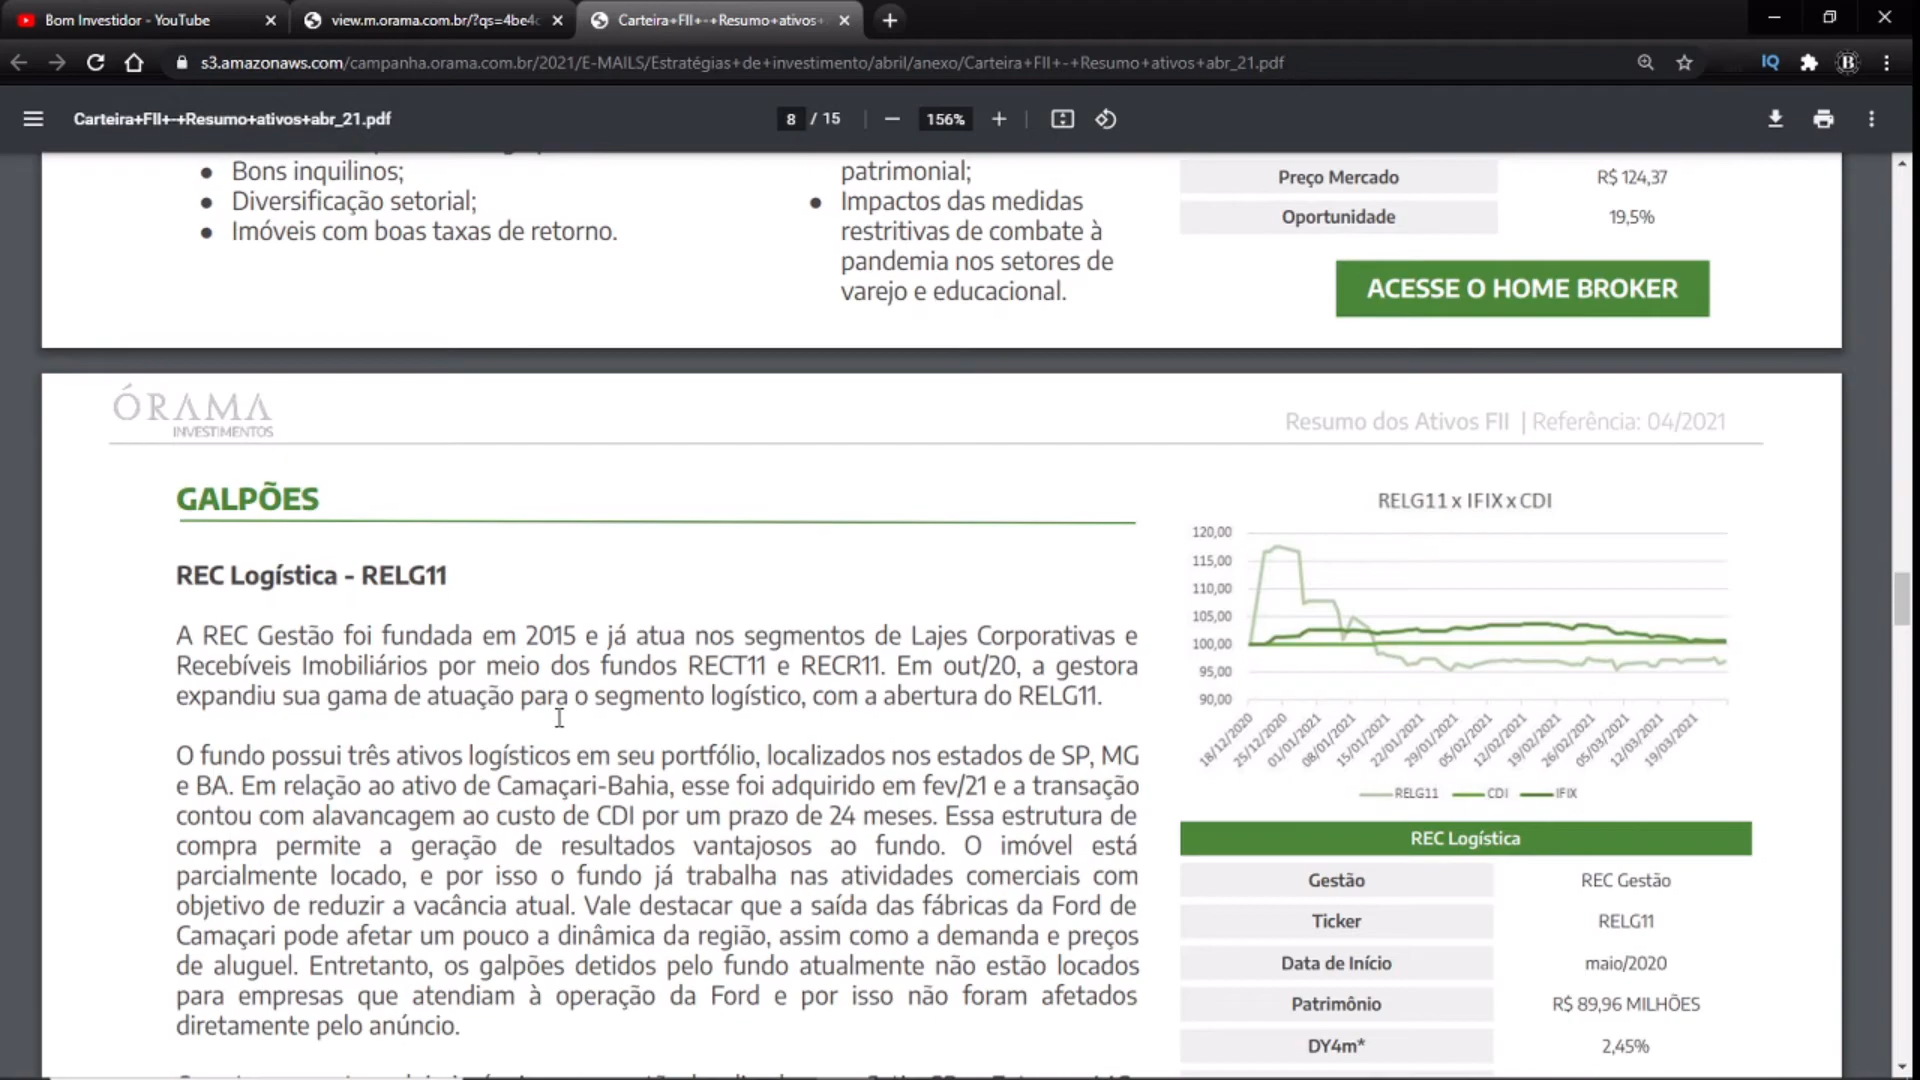 Bom Investidor - YouTube
view.m.orama.com.br/?qs=4be4c
Carteira+FII+-+Resumo+ativos+
s3.amazonaws.com/campanha.orama.com.br/2021/E-MAILS/Estratégias+de+investimento/abril/anexo/Carteira+FII+-+Resumo+ativos+abr_21.pdf
IQ
B
Carteira+FII+-+Resumo+ativos+abr_21.pdf
8 / 15
156%
● Bons inquilinos;
● Diversificação setorial;
● Imóveis com boas taxas de retorno.
patrimonial;
● Impactos das medidas
restritivas de combate à
pandemia nos setores de
varejo e educacional.
Preço Mercado R$ 124,37
Oportunidade 19,5%
ACESSE O HOME BROKER
ÓRAMA
INVESTIMENTOS
Resumo dos Ativos FII | Referência: 04/2021
GALPÕES
REC Logística - RELG11
A REC Gestão foi fundada em 2015 e já atua nos segmentos de Lajes Corporativas e
Recebíveis Imobiliários por meio dos fundos RECT11 e RECR11. Em out/20, a gestora
expandiu sua gama de atuação para o segmento logístico, com a abertura do RELG11.
O fundo possui três ativos logísticos em seu portfólio, localizados nos estados de SP, MG
e BA. Em relação ao ativo de Camaçari-Bahia, esse foi adquirido em fev/21 e a transação
contou com alavancagem ao custo de CDI por um prazo de 24 meses. Essa estrutura de
compra permite a geração de resultados vantajosos ao fundo. O imóvel está
parcialmente locado, e por isso o fundo já trabalha nas atividades comerciais com
objetivo de reduzir a vacância atual. Vale destacar que a saída das fábricas da Ford de
Camaçari pode afetar um pouco a dinâmica da região, assim como a demanda e preços
de aluguel. Entretanto, os galpões detidos pelo fundo atualmente não estão locados
para empresas que atendiam à operação da Ford e por isso não foram afetados
diretamente pelo anúncio.
RELG11 x IFIX x CDI
120,00
115,00
110,00
105,00
100,00
95,00
90,00
18/12/2020
25/12/2020
01/01/2021
08/01/2021
15/01/2021
22/01/2021
29/01/2021
05/02/2021
12/02/2021
19/02/2021
26/02/2021
05/03/2021
12/03/2021
19/03/2021
RELG11 CDI IFIX
REC Logística
Gestão REC Gestão
Ticker RELG11
Data de Início maio/2020
Patrimônio R$ 89,96 MILHÕES
DY4m* 2,45%